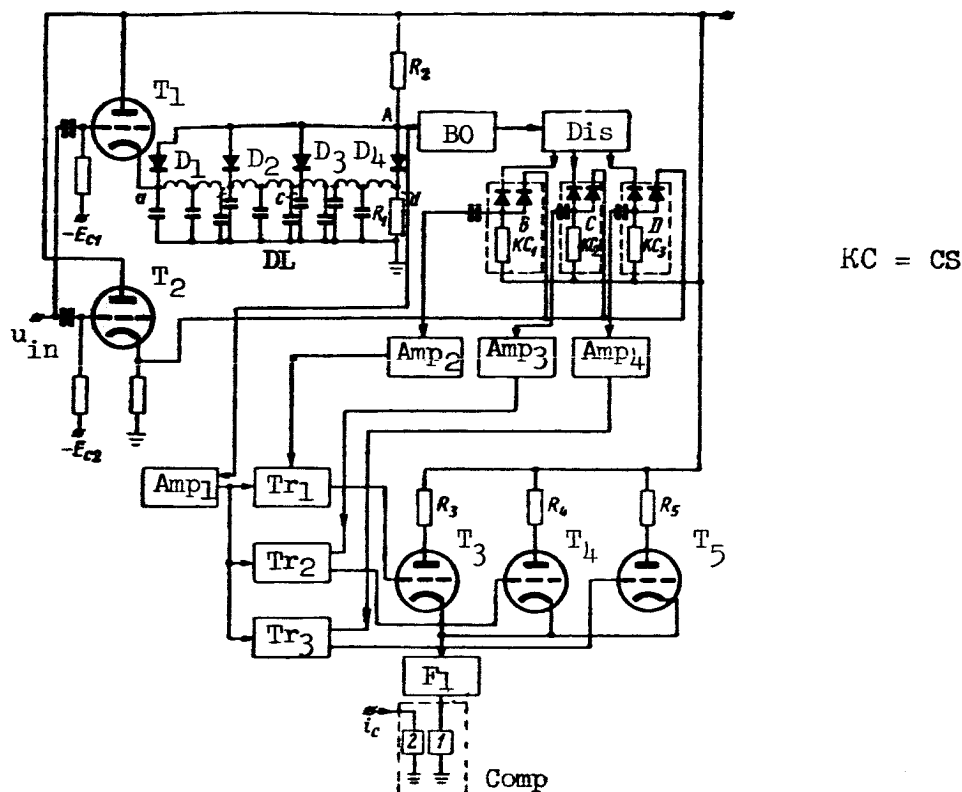 R2
T1
A
BO
Dis
D1
D2
D3
D4
a
c
d
R1
-EC1
DL
Б
KC1
C
KC2
D
KC3
KC = CS
T2
uin
Amp2
Amp3
Amp4
-EC2
Amp1
Tr1
R3
R4
R5
T3
T4
T5
Tr2
Tr3
F1
ic
2
1
Comp